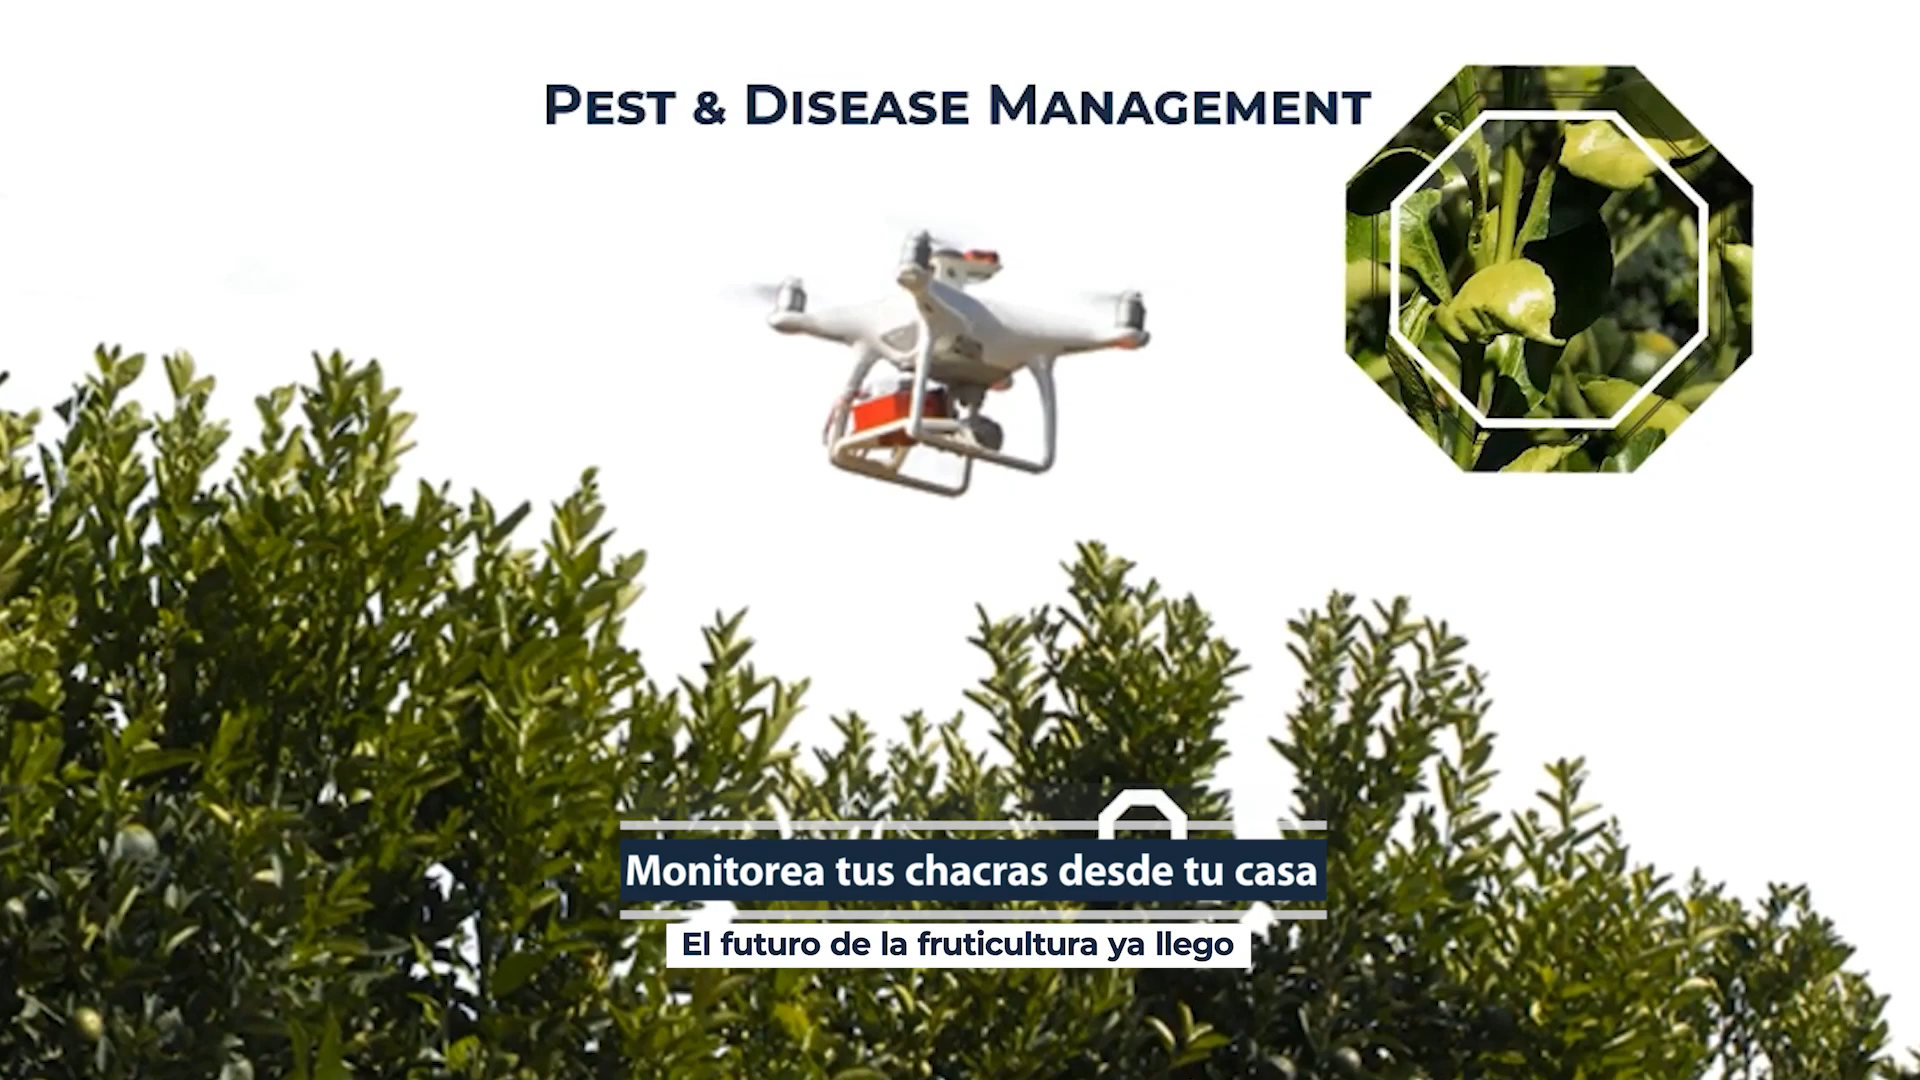 PEST & DISEASE MANAGEMENT
Monitorea tus chacras desde tu casa
El futuro de la fruticultura ya llego